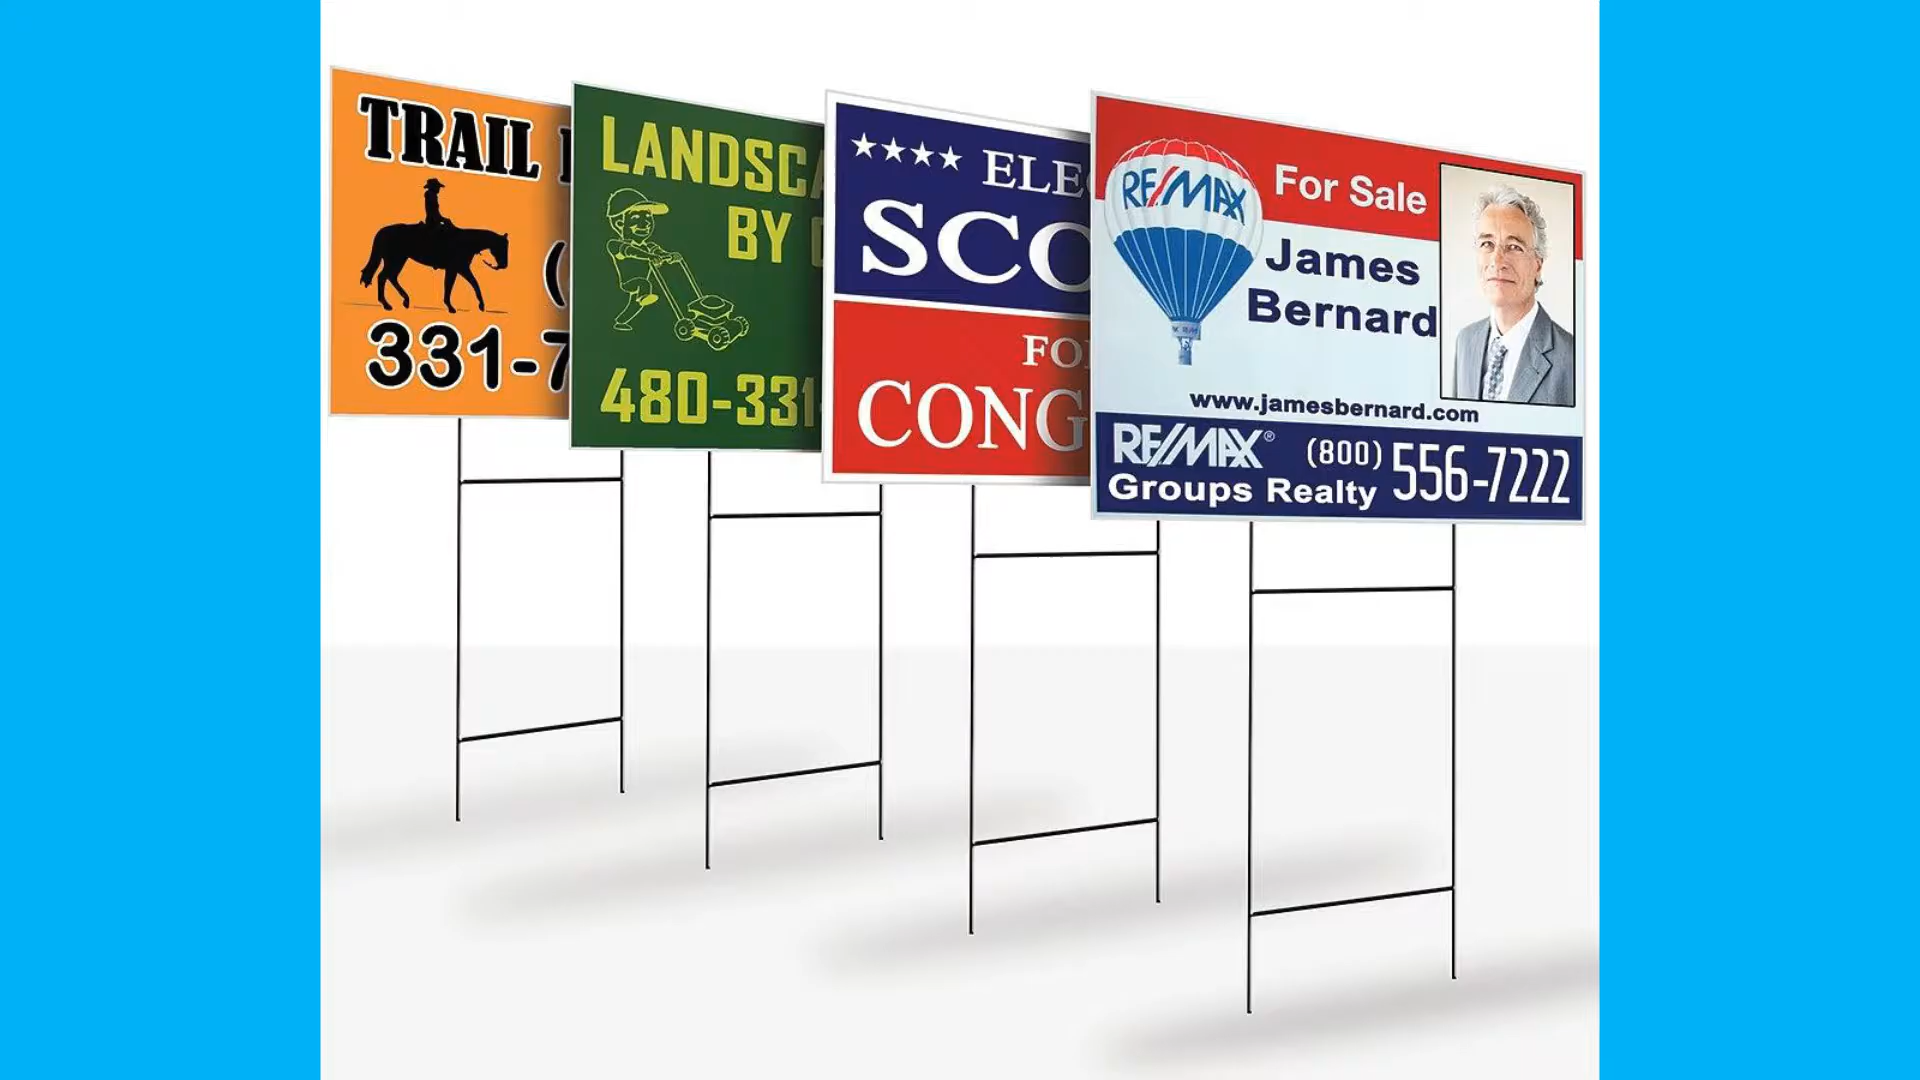 TRAIL
331-7
LANDSCA
BY
480-331
ELE
SCO
FO
CONG
RE/MAX
For Sale
James
Bernard
www.jamesbernard.com
RE/MAX®
Groups Realty
(800) 556-7222